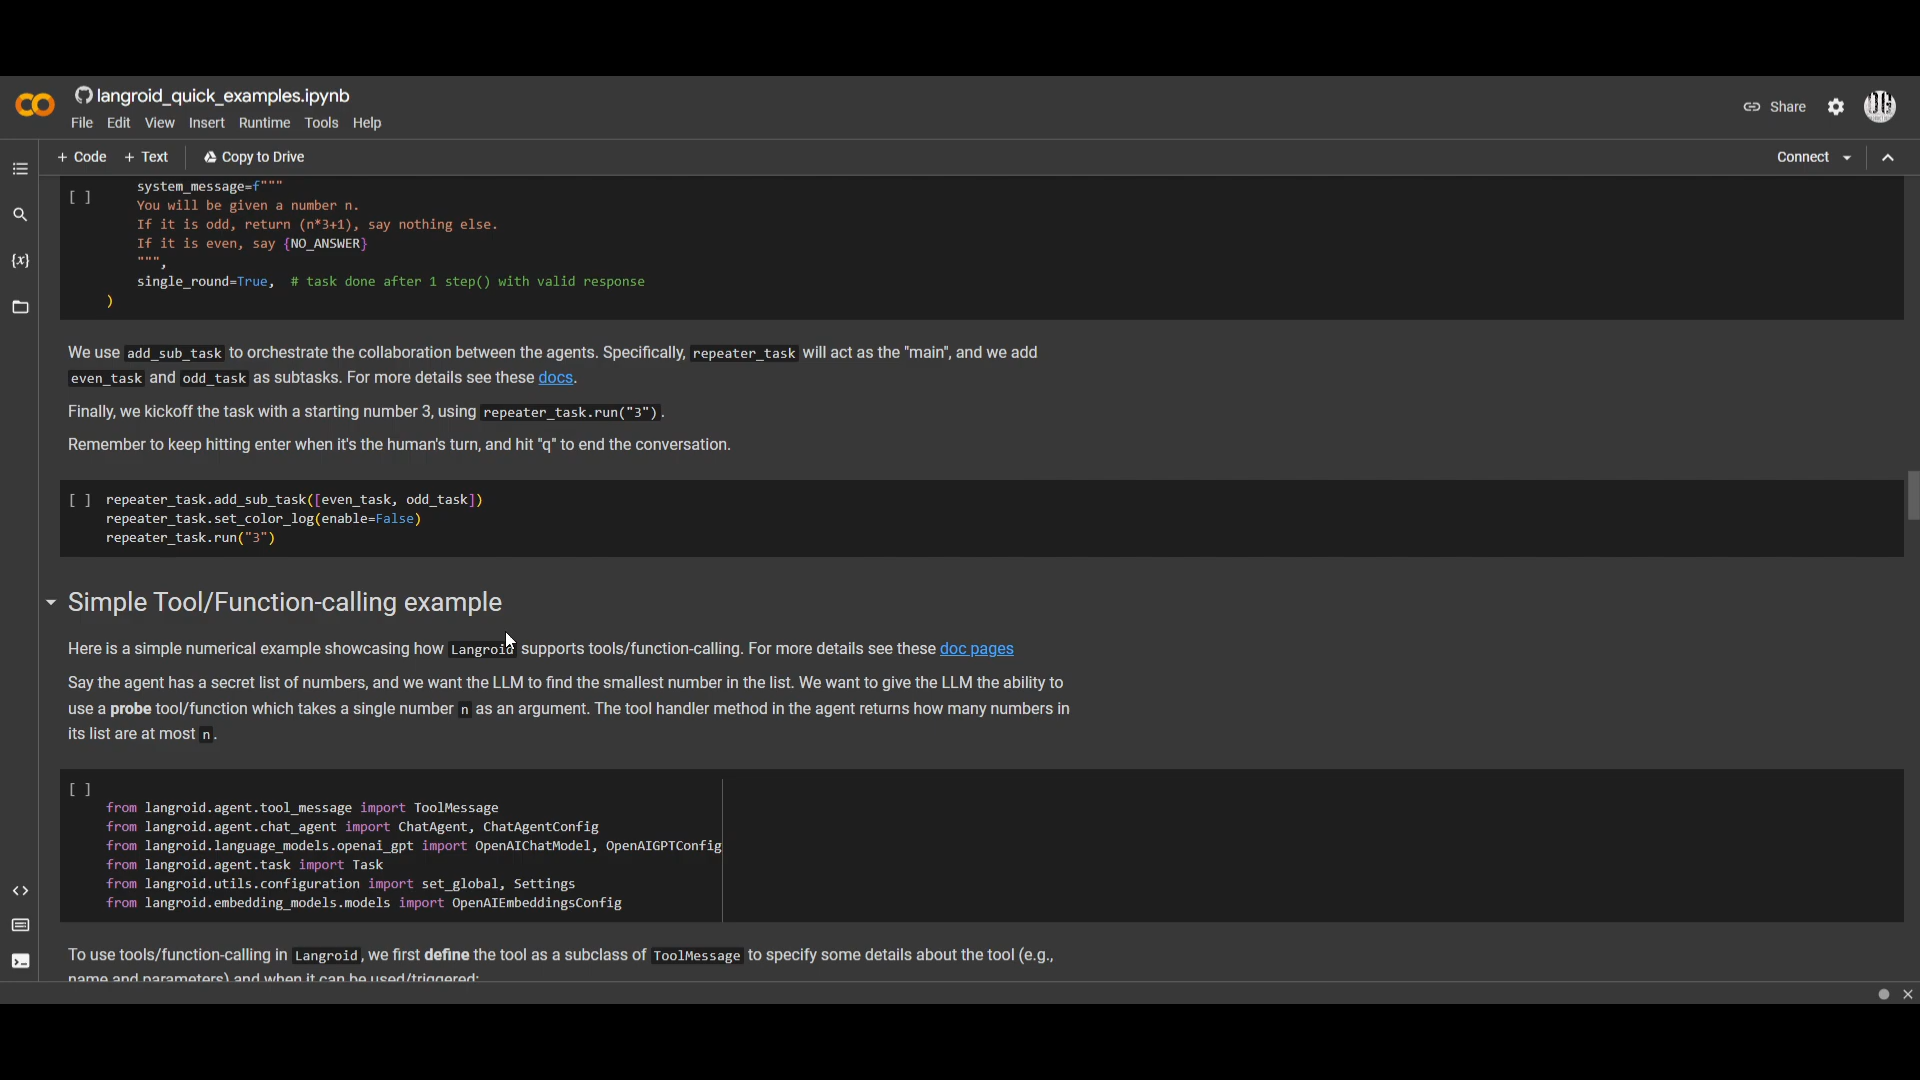 langroid_quick_examples.ipynb
File Edit View Insert Runtime Tools Help
Share
+ Code + Text Copy to Drive
Connect
[ ] system_message=f"""
You will be given a number n.
If it is odd, return (n*3+1), say nothing else.
If it is even, say {NO_ANSWER}
""",
single_round=True, # task done after 1 step() with valid response
)
We use add_sub_task to orchestrate the collaboration between the agents. Specifically, repeater_task will act as the "main", and we add
even_task and odd_task as subtasks. For more details see these docs.
Finally, we kickoff the task with a starting number 3, using repeater_task.run("3").
Remember to keep hitting enter when it's the human's turn, and hit "q" to end the conversation.
[ ] repeater_task.add_sub_task([even_task, odd_task])
repeater_task.set_color_log(enable=False)
repeater_task.run("3")
Simple Tool/Function-calling example
Here is a simple numerical example showcasing how Langroid supports tools/function-calling. For more details see these doc pages
Say the agent has a secret list of numbers, and we want the LLM to find the smallest number in the list. We want to give the LLM the ability to
use a probe tool/function which takes a single number n as an argument. The tool handler method in the agent returns how many numbers in
its list are at most n.
[ ]
from langroid.agent.tool_message import ToolMessage
from langroid.agent.chat_agent import ChatAgent, ChatAgentConfig
from langroid.language_models.openai_gpt import OpenAIChatModel, OpenAIGPTConfig
from langroid.agent.task import Task
from langroid.utils.configuration import set_global, Settings
from langroid.embedding_models.models import OpenAIEmbeddingsConfig
To use tools/function-calling in Langroid, we first define the tool as a subclass of ToolMessage to specify some details about the tool (e.g.,
name and parameters) and when it can be used/triggered: